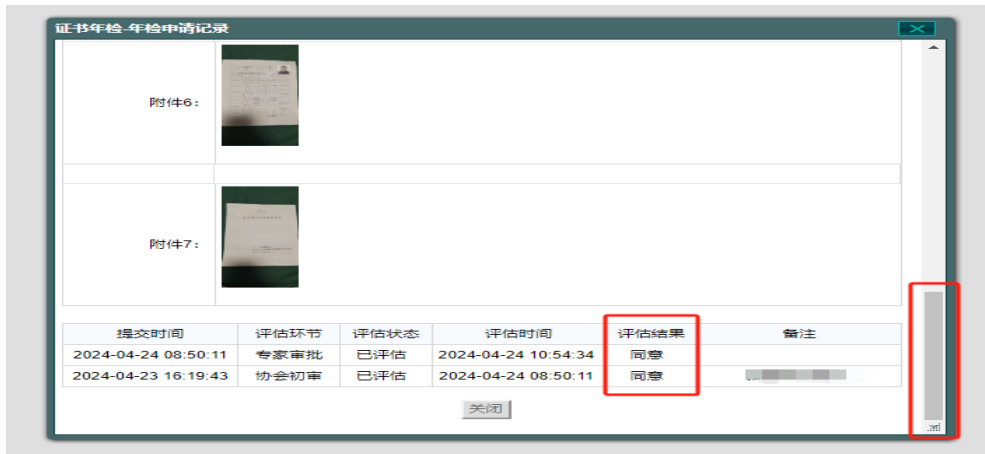 证书年检-年检申请记录
附件6：
附件7：
提交时间 评估环节 评估状态 评估时间 评估结果 备注
2024-04-24 08:50:11 专家审批 已评估 2024-04-24 10:54:34 同意
2024-04-23 16:19:43 协会初审 已评估 2024-04-24 08:50:11 同意
关闭